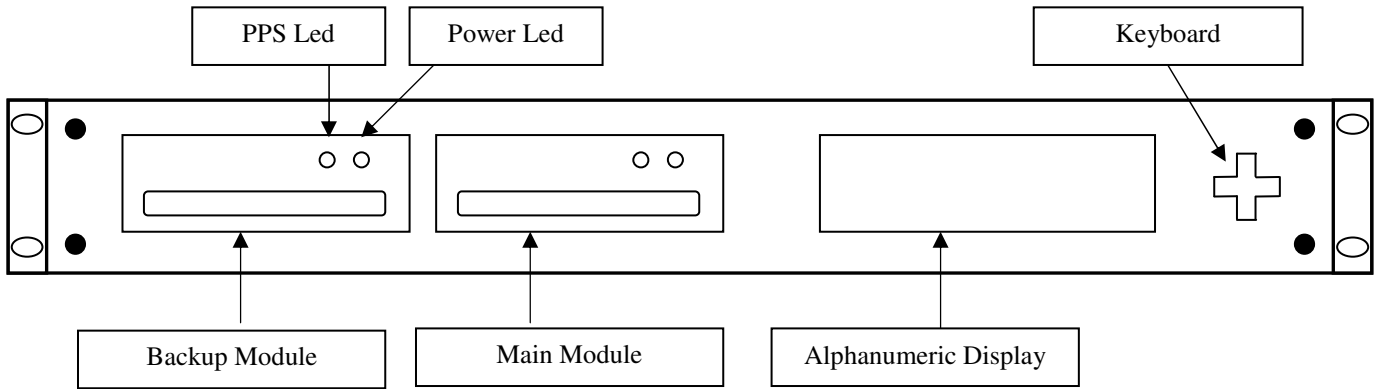 PPS Led
Power Led
Keyboard
Backup Module
Main Module
Alphanumeric Display